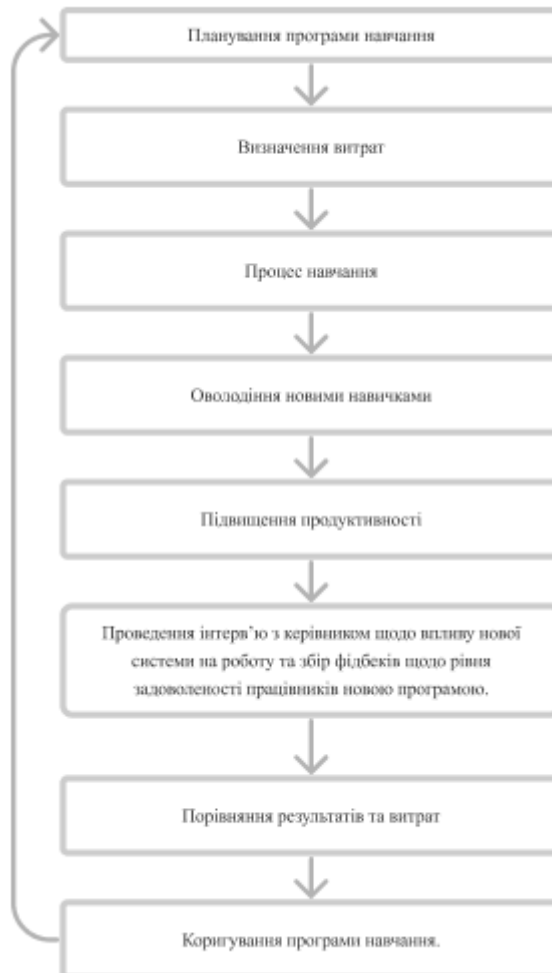 Планування програми навчання
Визначення витрат
Процес навчання
Оволодіння новими навичками
Підвищення продуктивності
Проведення інтерв’ю з керівником щодо впливу нової
системи на роботу та збір фідбеків щодо рівня
задоволеності працівників новою програмою.
Порівняння результатів та витрат
Коригування програми навчання.